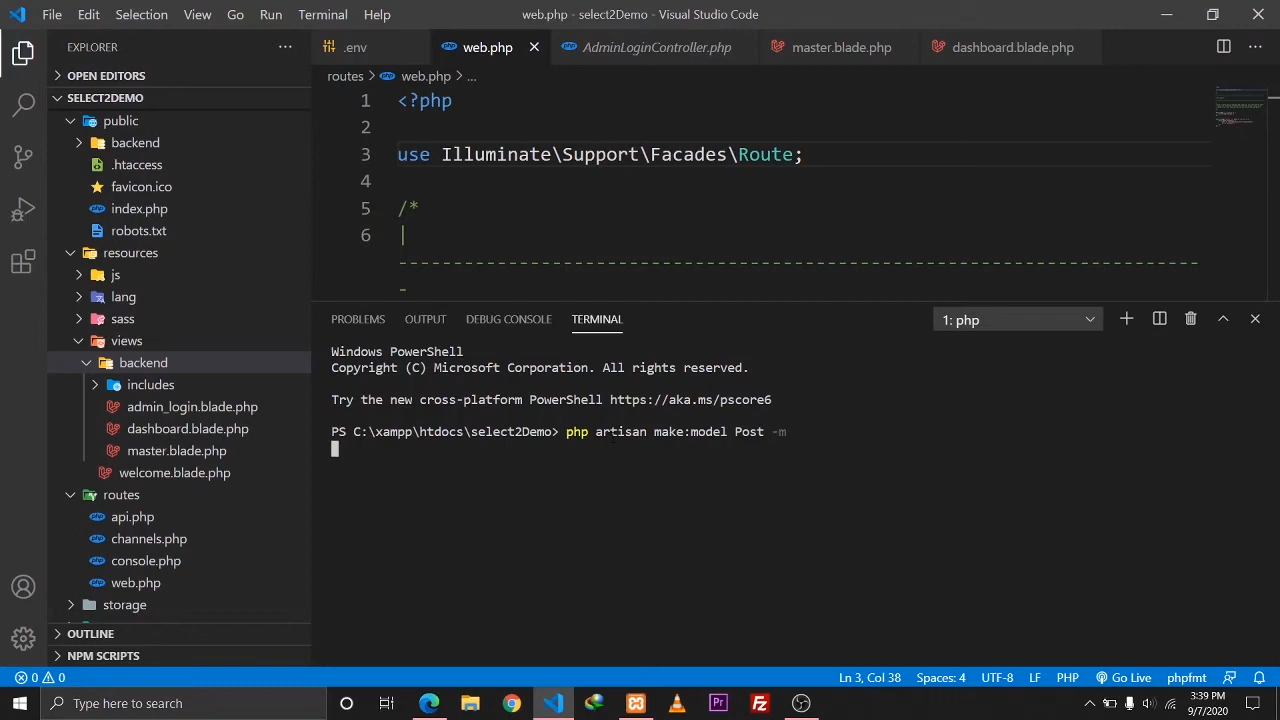 File Edit Selection View Go Run Terminal Help
web.php - select2Demo - Visual Studio Code
EXPLORER
OPEN EDITORS
SELECT2DEMO
public
backend
.htaccess
favicon.ico
index.php
robots.txt
resources
js
lang
sass
views
backend
includes
admin_login.blade.php
dashboard.blade.php
master.blade.php
welcome.blade.php
routes
api.php
channels.php
console.php
web.php
storage
OUTLINE
NPM SCRIPTS
.env
web.php
AdminLoginController.php
master.blade.php
dashboard.blade.php
routes > web.php > ...
1 <?php
2
3 use Illuminate\Support\Facades\Route;
4
5 /*
6 |
--------------------------------------------------------------------------
-
PROBLEMS OUTPUT DEBUG CONSOLE TERMINAL
1: php
Windows PowerShell
Copyright (C) Microsoft Corporation. All rights reserved.
Try the new cross-platform PowerShell https://aka.ms/pscore6
PS C:\xampp\htdocs\select2Demo> php artisan make:model Post -m
0 0
Ln 3, Col 38 Spaces: 4 UTF-8 LF PHP Go Live phpfmt
Type here to search
3:39 PM
9/7/2020